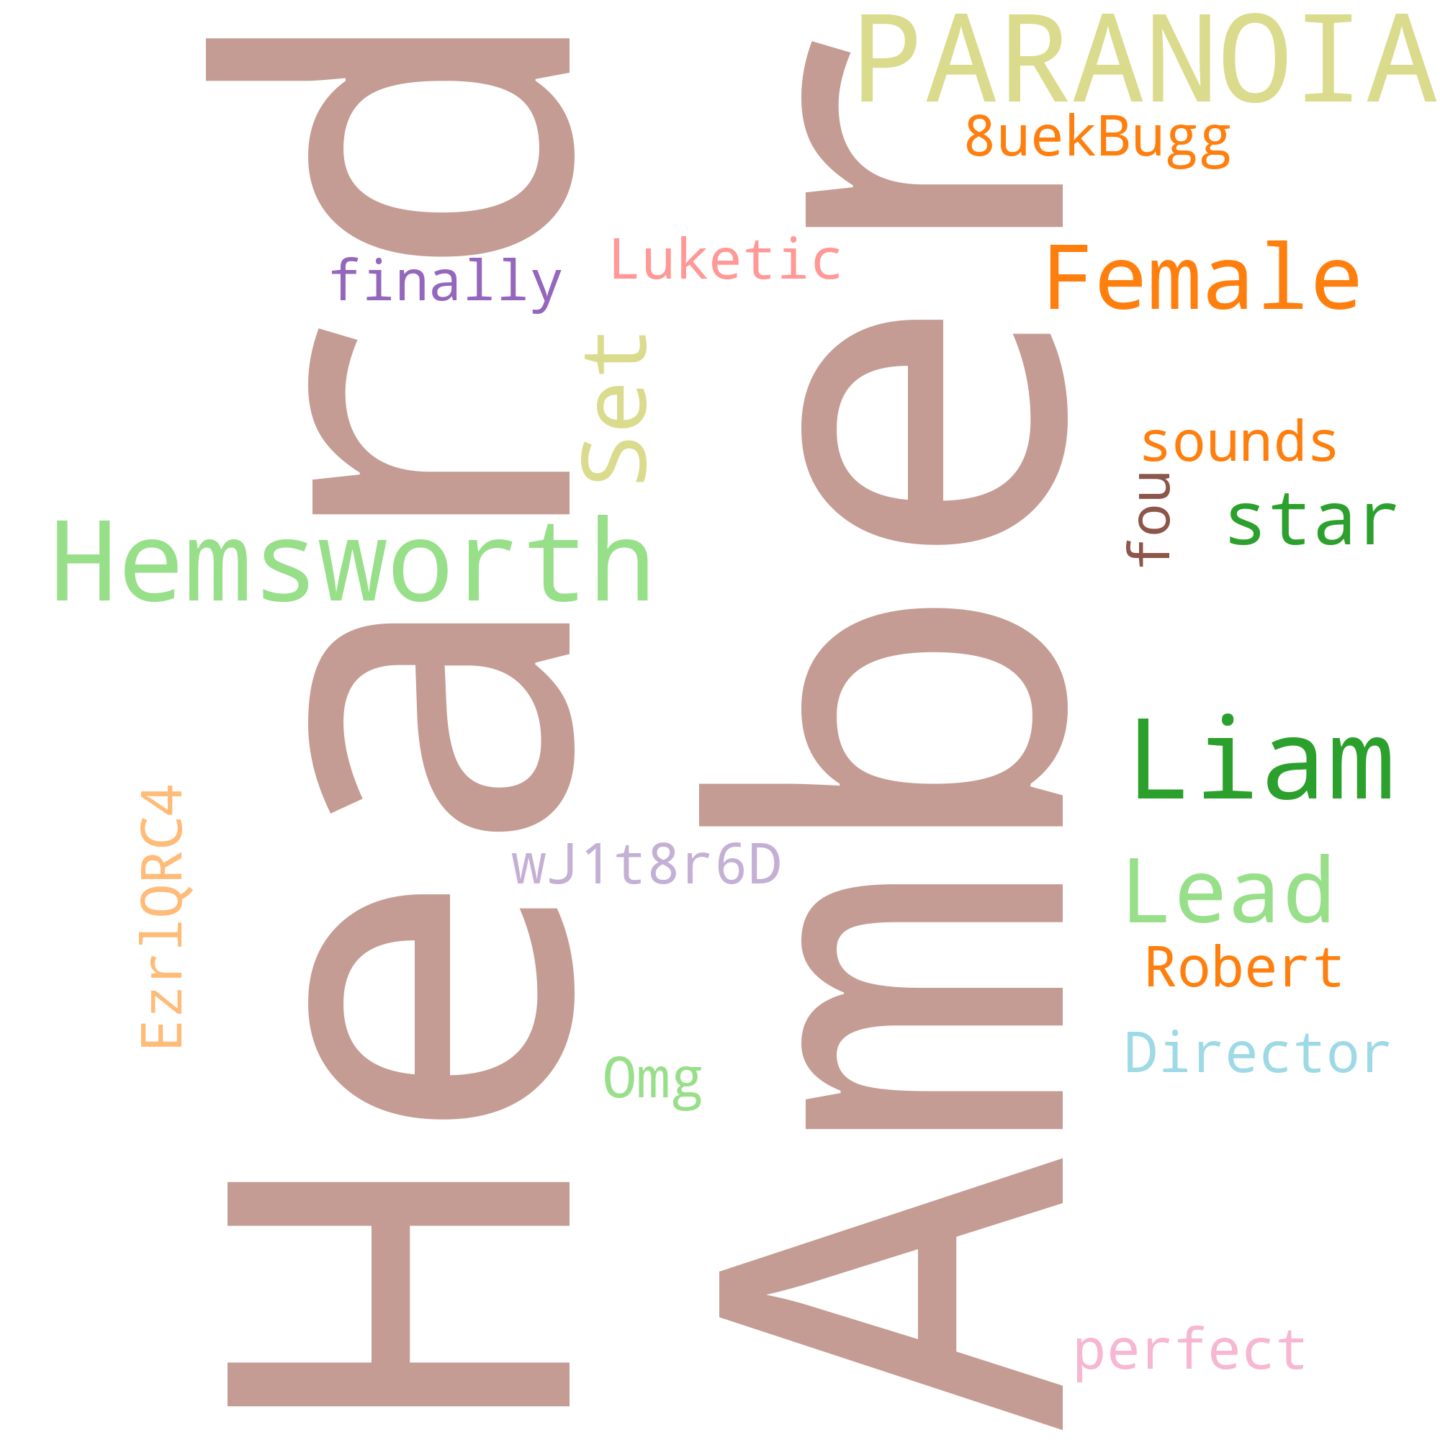 PARANOIA
8uekBugg
Luketic
Female
finally
Set
sounds
fou
star
Hemsworth
Heard
Amber
Liam
EzrlQRC4
wJ1t8r6D
Lead
Robert
Director
Omg
perfect